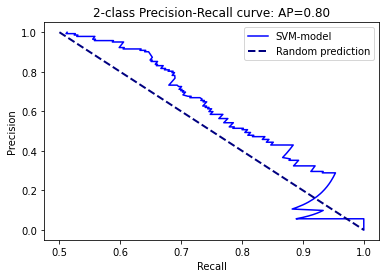 2-class Precision-Recall curve: AP=0.80
SVM-model
Random prediction
Precision
1.0
0.8
0.6
0.4
0.2
0.0
0.5 0.6 0.7 0.8 0.9 1.0
Recall